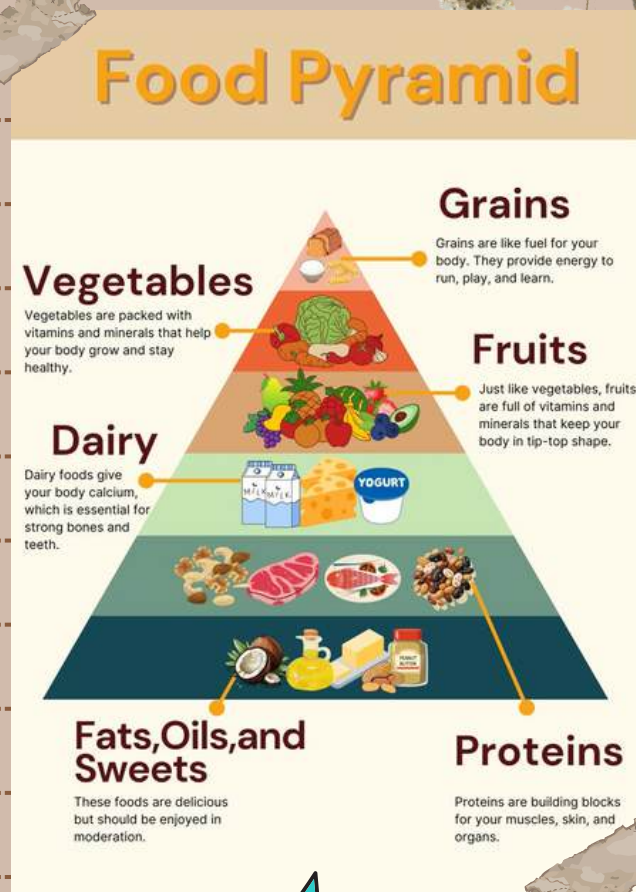 Food Pyramid
Grains
Grains are like fuel for your
body. They provide energy to
run, play, and learn.
Vegetables
Vegetables are packed with
vitamins and minerals that help
your body grow and stay
healthy.
Fruits
Just like vegetables, fruits
are full of vitamins and
minerals that keep your
body in tip-top shape.
Dairy
Dairy foods give
your body calcium,
which is essential for
strong bones and
teeth.
MILK
MILK
YOGURT
PEANUT
BUTTER
Fats,Oils,and
Sweets
These foods are delicious
but should be enjoyed in
moderation.
Proteins
Proteins are building blocks
for your muscles, skin, and
organs.